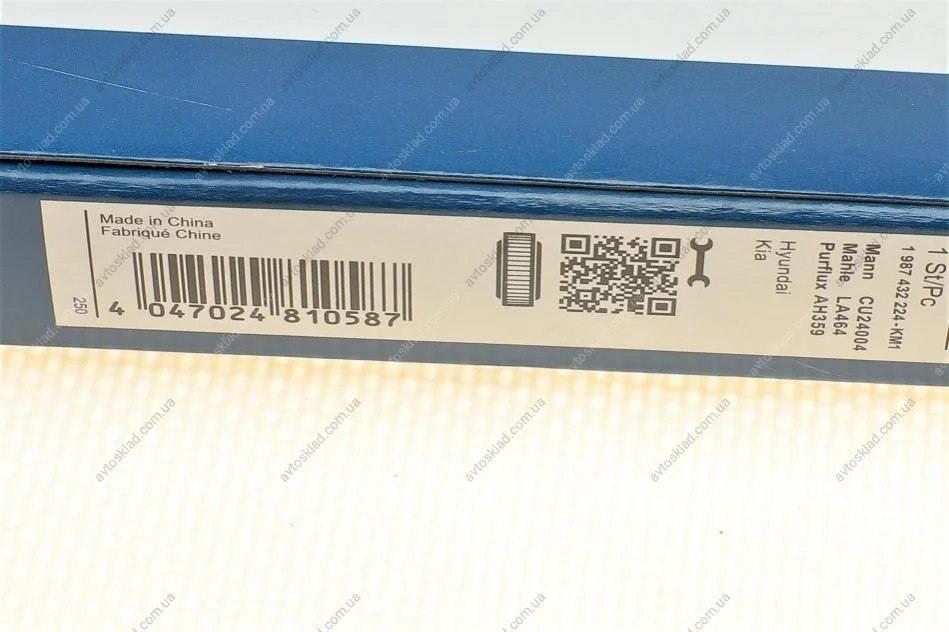 Made in China
Fabriqué Chine
250
4 047024 810587
Hyundai
Kia
1 St/Pc
1 987 432 224-KM1
Mann CU24004
Mahle LA464
Purflux AH359
avtosklad.com.ua